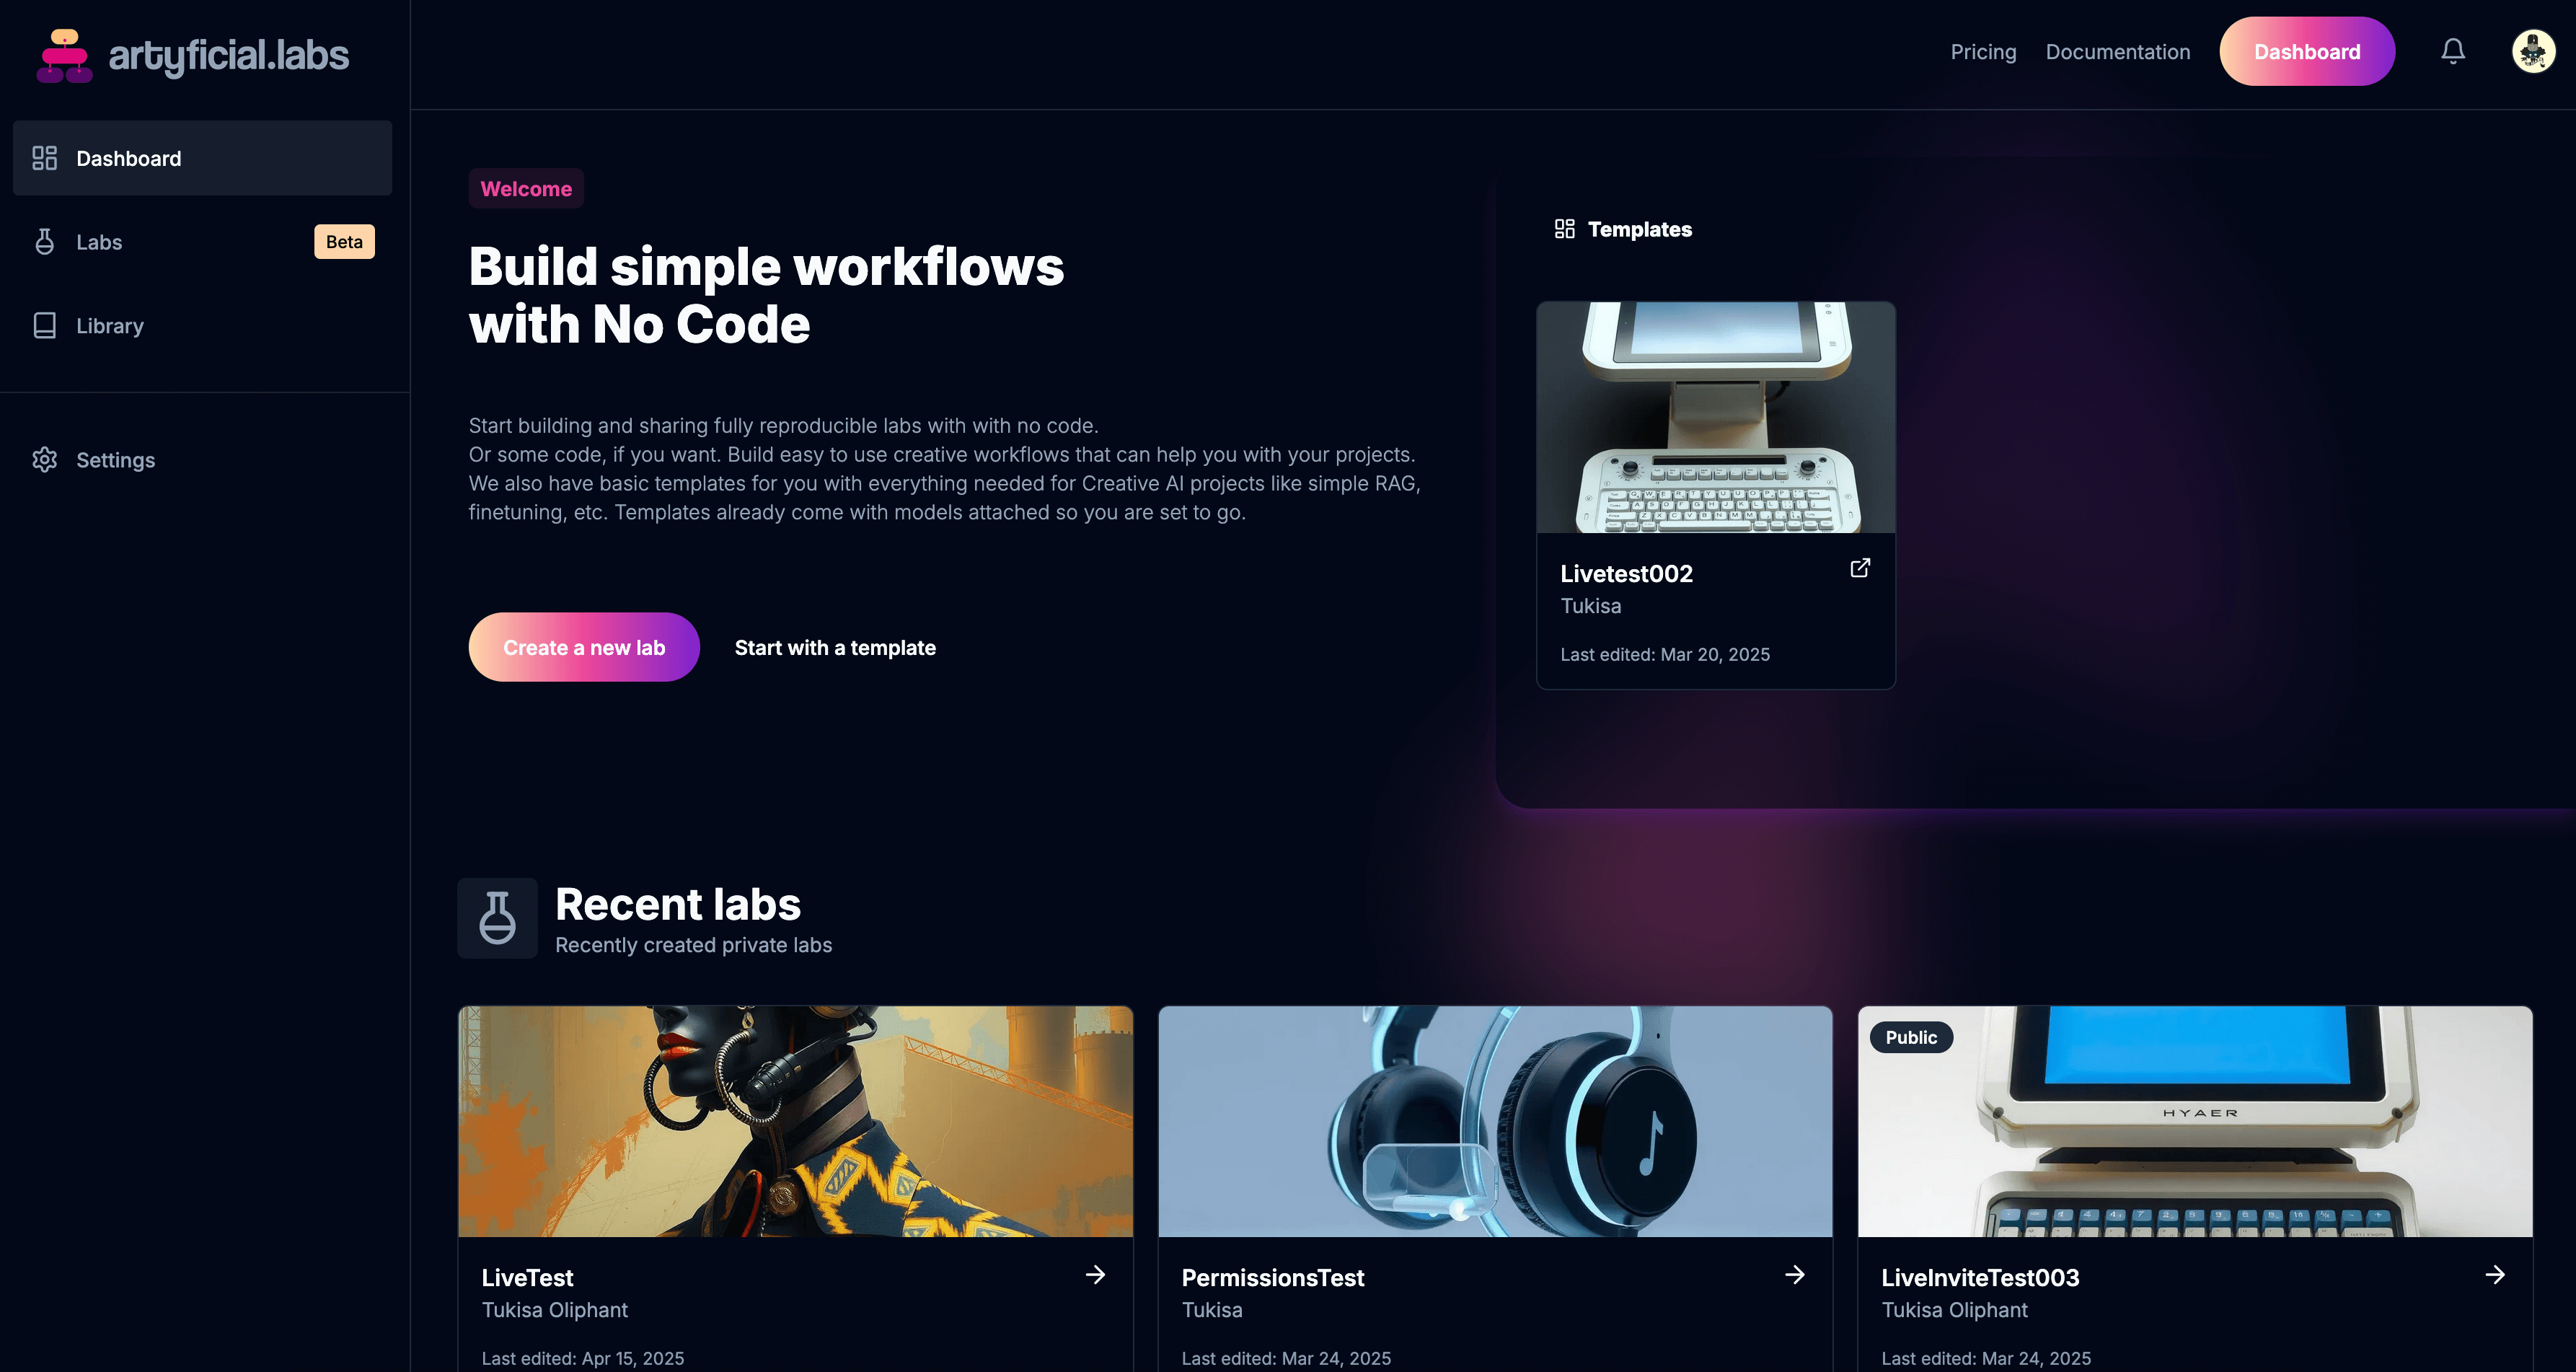 artyficial.labs
Pricing
Documentation
Dashboard
Dashboard
Labs
Beta
Library
Settings
Welcome
Build simple workflows
with No Code
Start building and sharing fully reproducible labs with with no code.
Or some code, if you want. Build easy to use creative workflows that can help you with your projects.
We also have basic templates for you with everything needed for Creative AI projects like simple RAG,
finetuning, etc. Templates already come with models attached so you are set to go.
Create a new lab
Start with a template
Templates
Livetest002
Tukisa
Last edited: Mar 20, 2025
Recent labs
Recently created private labs
LiveTest
Tukisa Oliphant
Last edited: Apr 15, 2025
PermissionsTest
Tukisa
Last edited: Mar 24, 2025
Public
HYAER
LiveInviteTest003
Tukisa Oliphant
Last edited: Mar 24, 2025